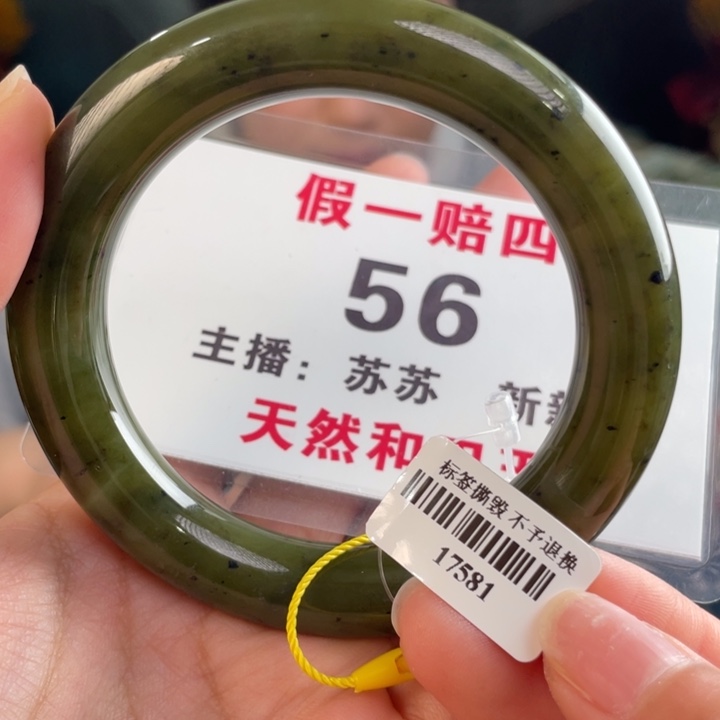 假一赔四
56
主播: 苏苏 新
天然和
标签撕毁不予退换
17581